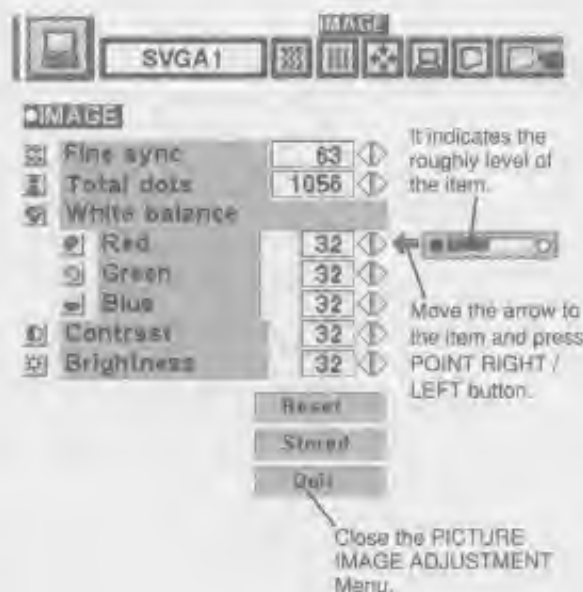 IMAGE
SVGA1
IMAGE
Fine sync 63
Total dots 1056
White balance
Red 32
Green 32
Blue 32
Contrast 32
Brightness 32
Reset
Stored
Quit
It indicates the
roughly level of
the item.
Move the arrow to
the item and press
POINT RIGHT /
LEFT button.
Close the PICTURE
IMAGE ADJUSTMENT
Menu.